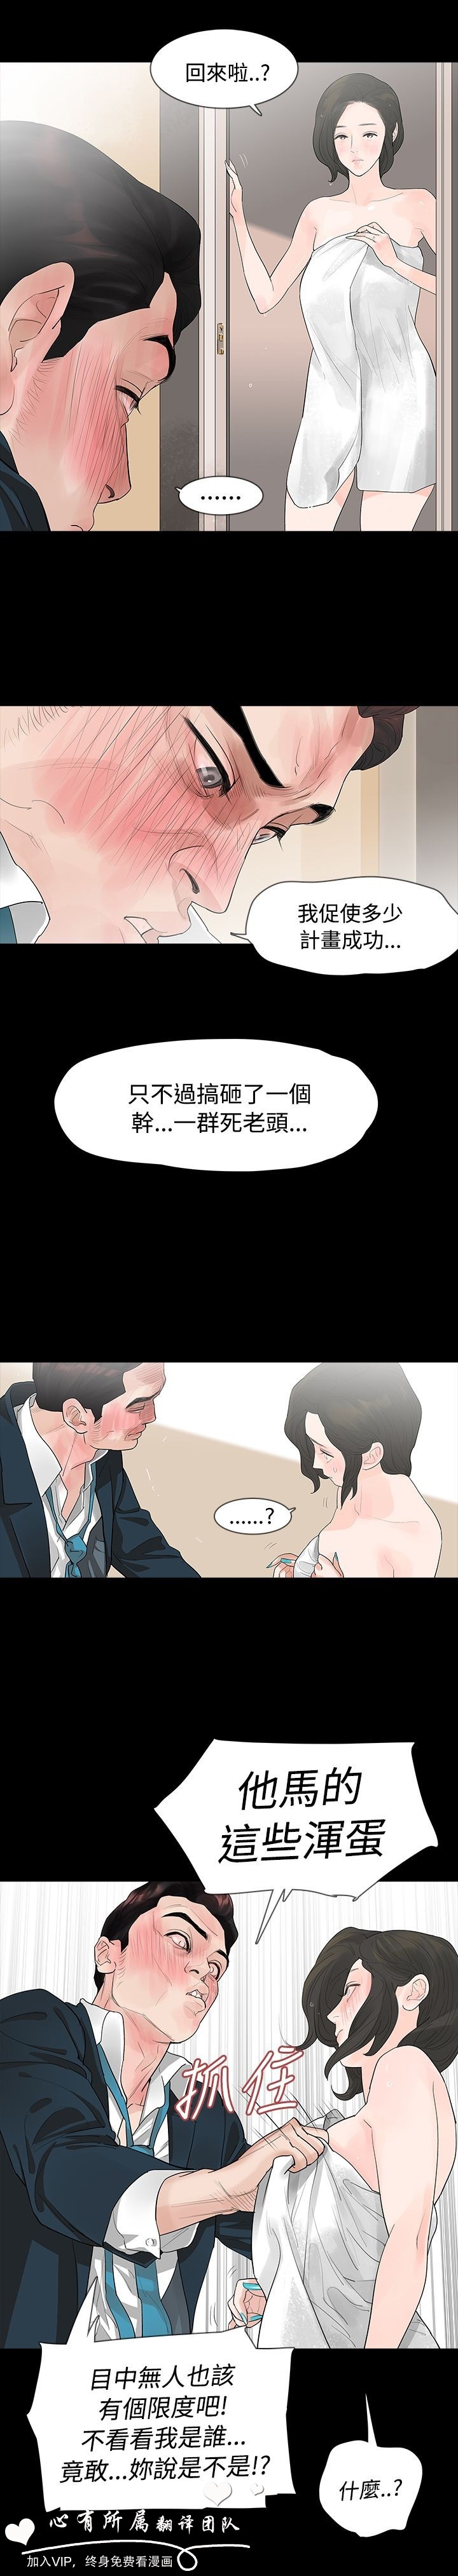 回來啦..?
......
我促使多少
計畫成功...
只不過搞砸了一個
幹...一群死老頭...
......?
他馬的
這些渾蛋
抓住
目中無人也該
有個限度吧!
不看看我是誰...
竟敢...妳說是不是!?
什麼..?
心有所属翻译团队
加入VIP，终身免费看漫画